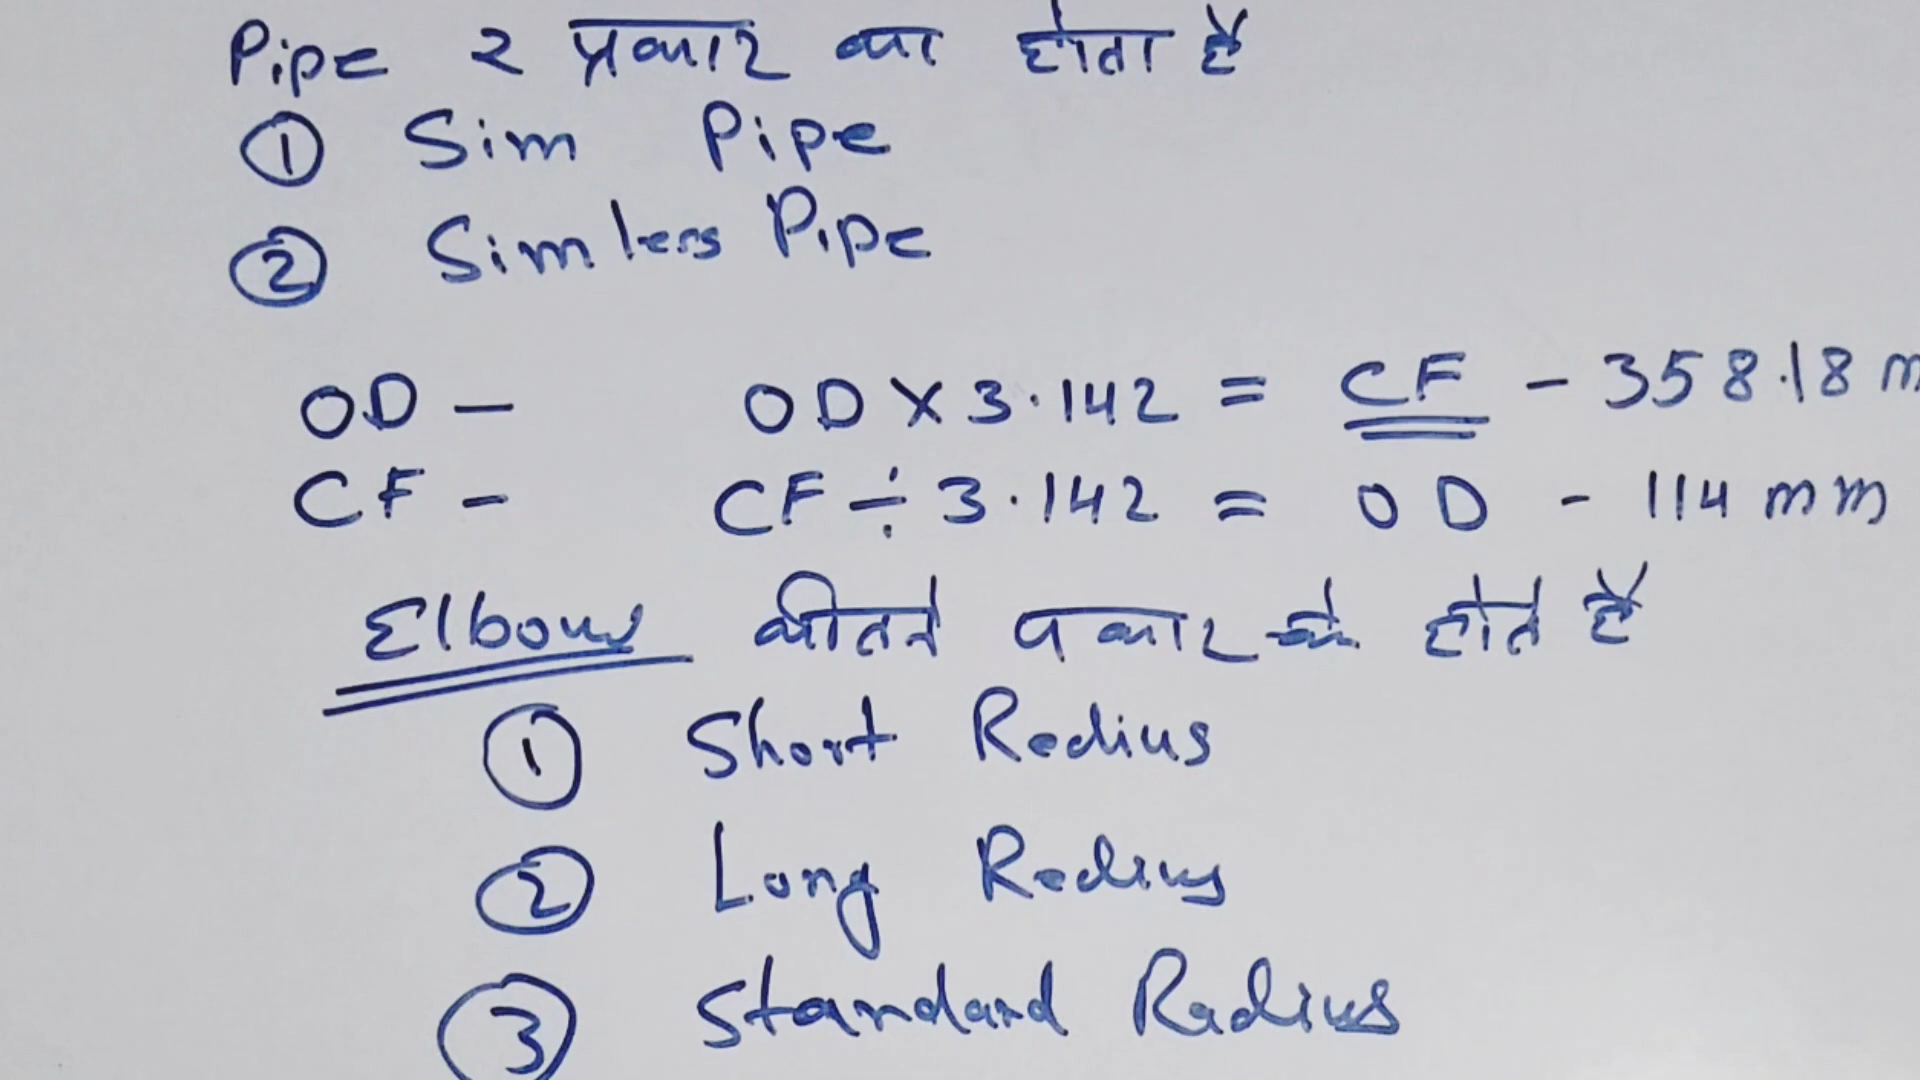 Pipe 2 प्रकार का होता है
① Sim Pipe
② Simless Pipe
OD - OD X 3.142 = CF - 358.18 m
CF - CF ÷ 3.142 = OD - 114 mm
Elbow कीतने प्रकार के होते है
① Short Redius
② Long Redius
③ Standard Radius